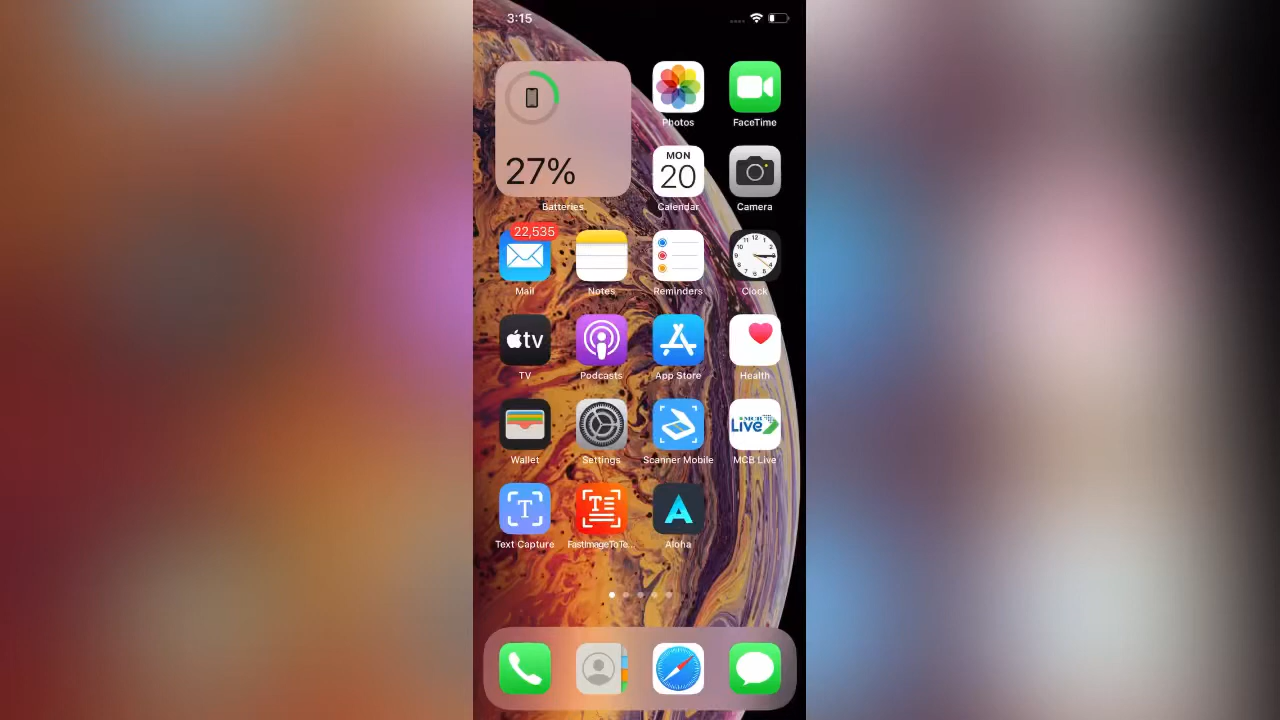 3:15
27%
Batteries
Photos
FaceTime
MON
20
Calendar
Camera
22,535
Mail
Notes
Reminders
Clock
tv
TV
Podcasts
App Store
Health
Wallet
Settings
Scanner Mobile
Live
MCB Live
T
Text Capture
T
FastImageToTe...
Aloha